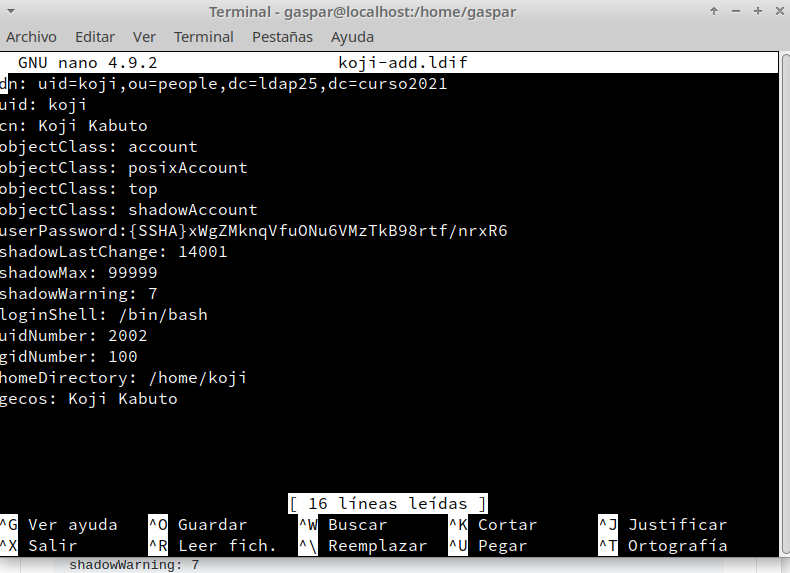 Terminal - gaspar@localhost:/home/gaspar
Archivo Editar Ver Terminal Pestañas Ayuda
GNU nano 4.9.2 koji-add.ldif
dn: uid=koji,ou=people,dc=ldap25,dc=curso2021
uid: koji
cn: Koji Kabuto
objectClass: account
objectClass: posixAccount
objectClass: top
objectClass: shadowAccount
userPassword:{SSHA}xWgZMknqVfuONu6VMzTkB98rtf/nrxR6
shadowLastChange: 14001
shadowMax: 99999
shadowWarning: 7
loginShell: /bin/bash
uidNumber: 2002
gidNumber: 100
homeDirectory: /home/koji
gecos: Koji Kabuto
[ 16 líneas leídas ]
^G Ver ayuda ^O Guardar ^W Buscar ^K Cortar ^J Justificar
^X Salir ^R Leer fich. ^\ Reemplazar ^U Pegar ^T Ortografía
shadowWarning: 7